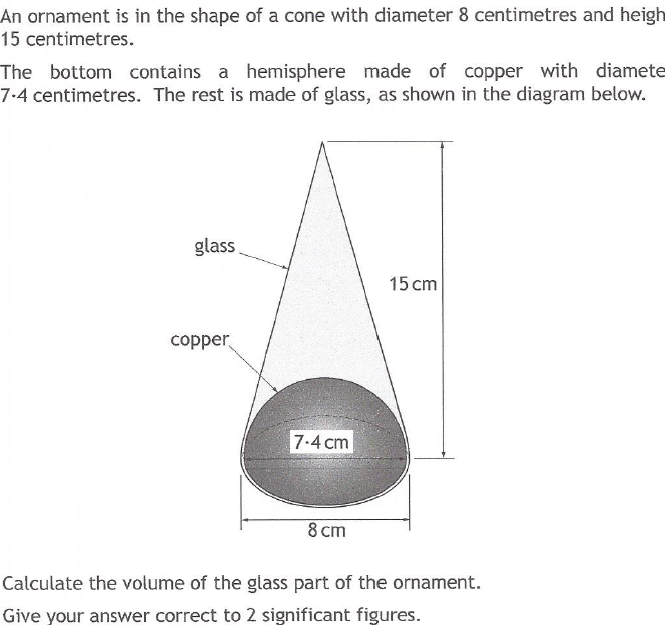 An ornament is in the shape of a cone with diameter 8 centimetres and heigh
15 centimetres.
The bottom contains a hemisphere made of copper with diamete
7·4 centimetres. The rest is made of glass, as shown in the diagram below.
glass
15 cm
copper
7·4 cm
8 cm
Calculate the volume of the glass part of the ornament.
Give your answer correct to 2 significant figures.